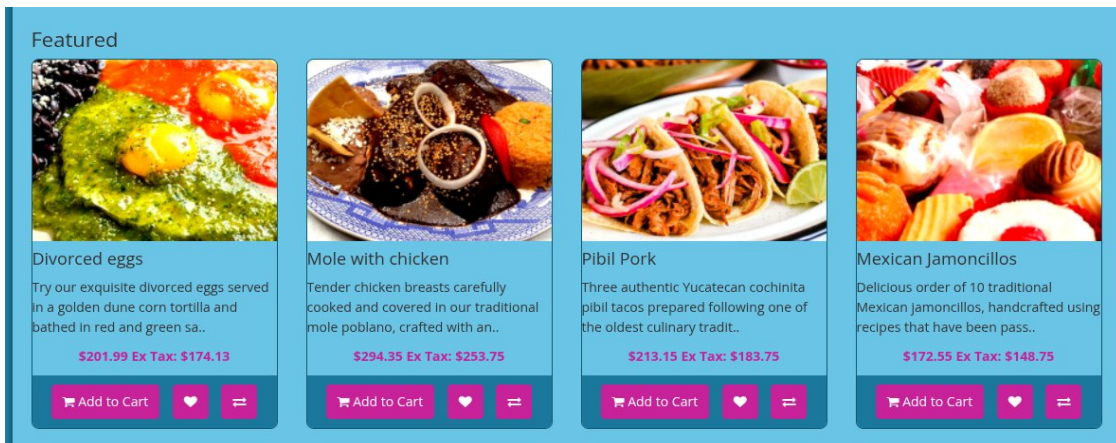 Featured
Divorced eggs
Try our exquisite divorced eggs served
in a golden dune corn tortilla and
bathed in red and green sa..
$201.99 Ex Tax: $174.13
Add to Cart
Mole with chicken
Tender chicken breasts carefully
cooked and covered in our traditional
mole poblano, crafted with an..
$294.35 Ex Tax: $253.75
Add to Cart
Pibil Pork
Three authentic Yucatecan cochinita
pibil tacos prepared following one of
the oldest culinary tradit..
$213.15 Ex Tax: $183.75
Add to Cart
Mexican Jamoncillos
Delicious order of 10 traditional
Mexican jamoncillos, handcrafted using
recipes that have been pass..
$172.55 Ex Tax: $148.75
Add to Cart